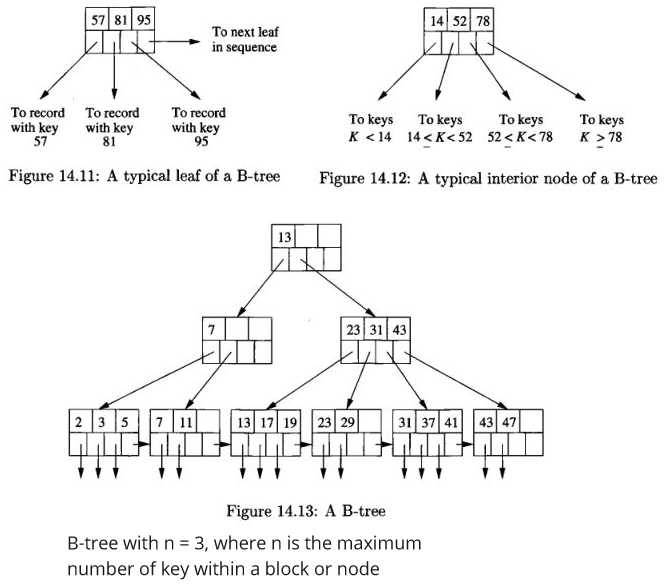 57 81 95
To next leaf
in sequence
To record
with key
57
To record
with key
81
To record
with key
95
Figure 14.11: A typical leaf of a B-tree
14 52 78
To keys
K < 14
To keys
14 ≤ K < 52
To keys
52 ≤ K < 78
To keys
K ≥ 78
Figure 14.12: A typical interior node of a B-tree
13
7
23 31 43
2 3 5
7 11
13 17 19
23 29
31 37 41
43 47
Figure 14.13: A B-tree
B-tree with n = 3, where n is the maximum
number of key within a block or node